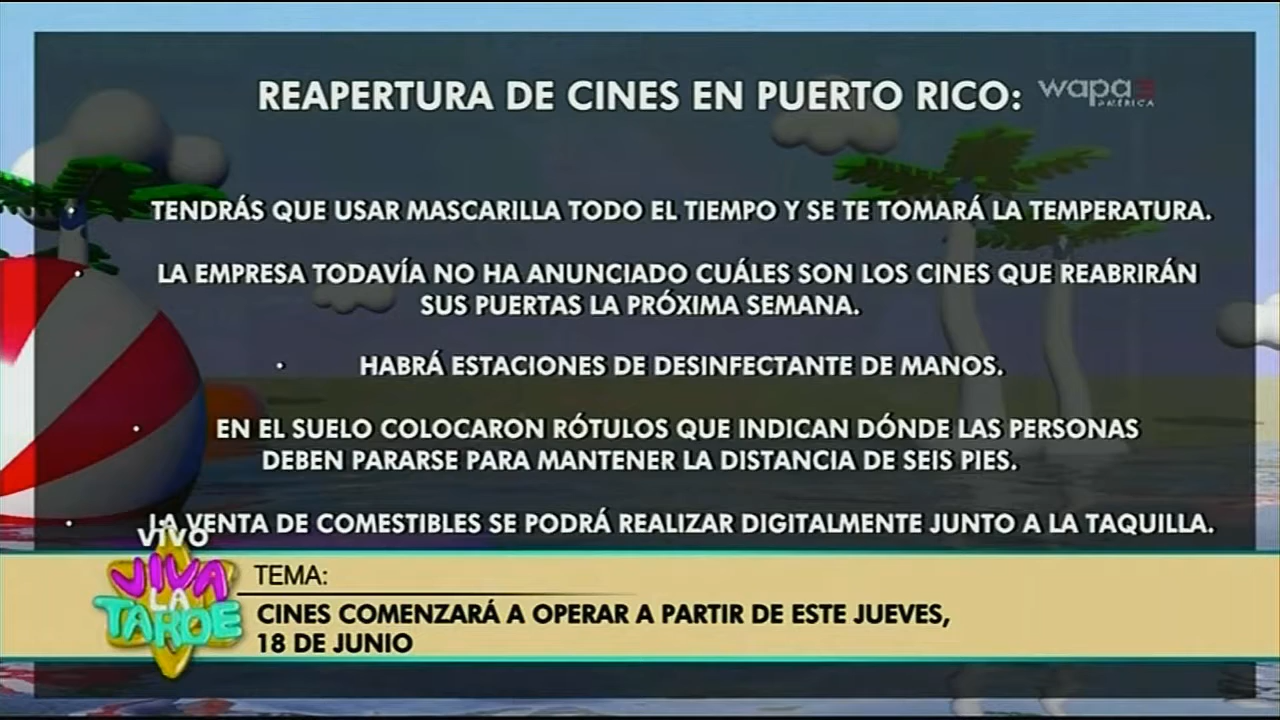 REAPERTURA DE CINES EN PUERTO RICO:
wapa
AMÉRICA
• TENDRÁS QUE USAR MASCARILLA TODO EL TIEMPO Y SE TE TOMARÁ LA TEMPERATURA.
• LA EMPRESA TODAVÍA NO HA ANUNCIADO CUÁLES SON LOS CINES QUE REABRIRÁN
SUS PUERTAS LA PRÓXIMA SEMANA.
• HABRÁ ESTACIONES DE DESINFECTANTE DE MANOS.
• EN EL SUELO COLOCARON RÓTULOS QUE INDICAN DÓNDE LAS PERSONAS
DEBEN PARARSE PARA MANTENER LA DISTANCIA DE SEIS PIES.
• LA VENTA DE COMESTIBLES SE PODRÁ REALIZAR DIGITALMENTE JUNTO A LA TAQUILLA.
VIVO
VIVA
LA
TARDE
TEMA:
CINES COMENZARÁ A OPERAR A PARTIR DE ESTE JUEVES,
18 DE JUNIO